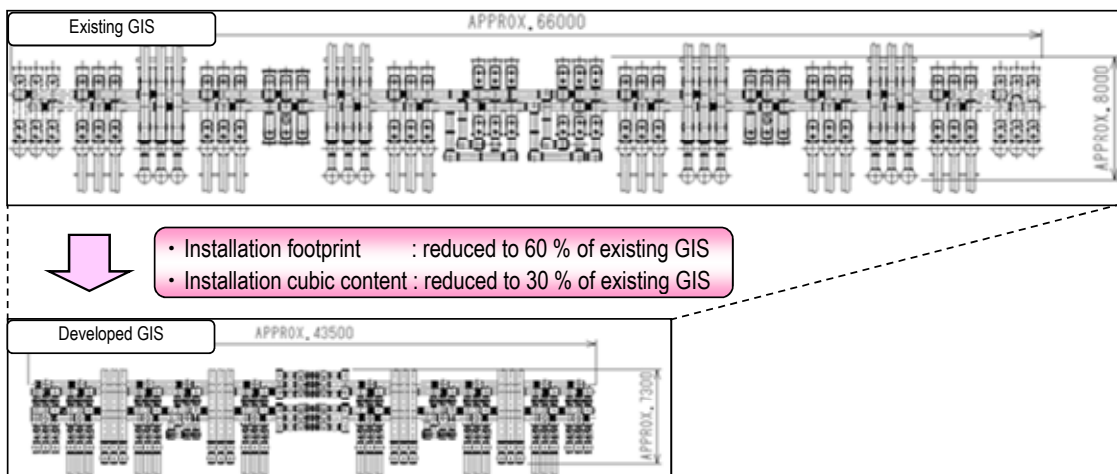 Existing GIS
APPROX.66000
APPROX.8000
・Installation footprint : reduced to 60 % of existing GIS
・Installation cubic content : reduced to 30 % of existing GIS
Developed GIS
APPROX.43500
APPROX.7300